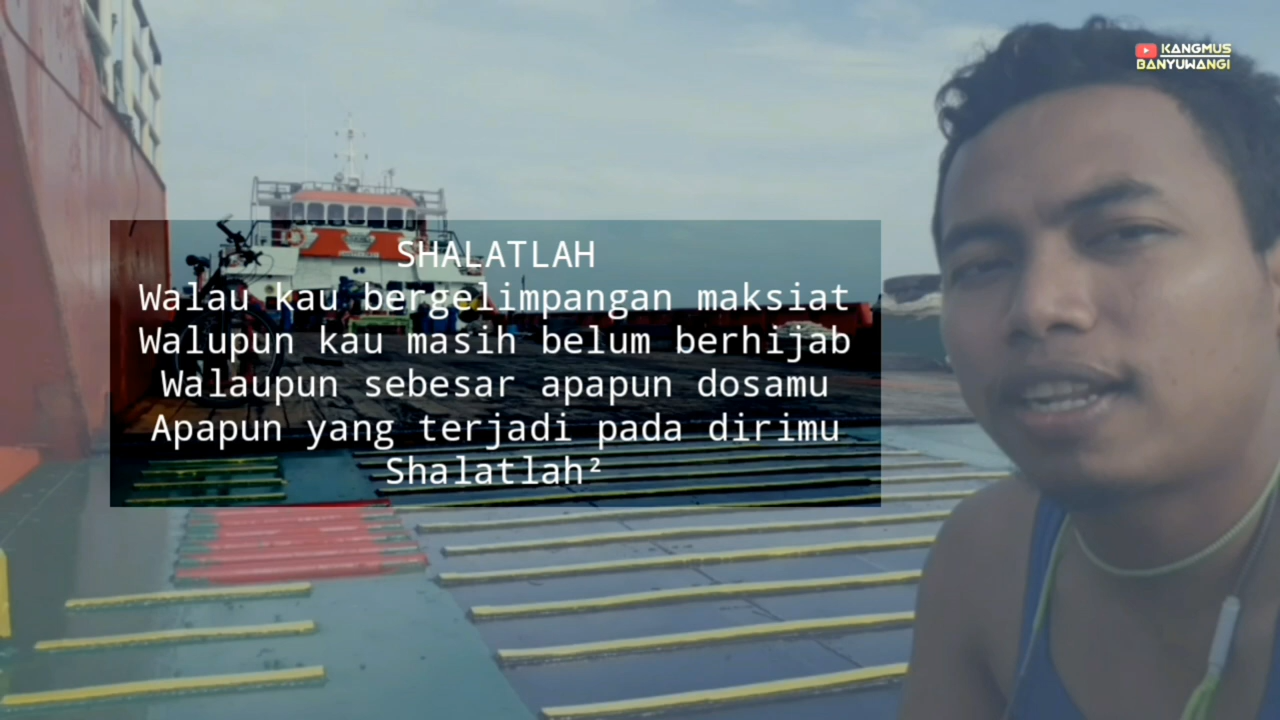 KANGMUS
BANYUWANGI
SHALATLAH
Walau kau bergelimpangan maksiat
Walupun kau masih belum berhijab
Walaupun sebesar apapun dosamu
Apapun yang terjadi pada dirimu
Shalatlah²